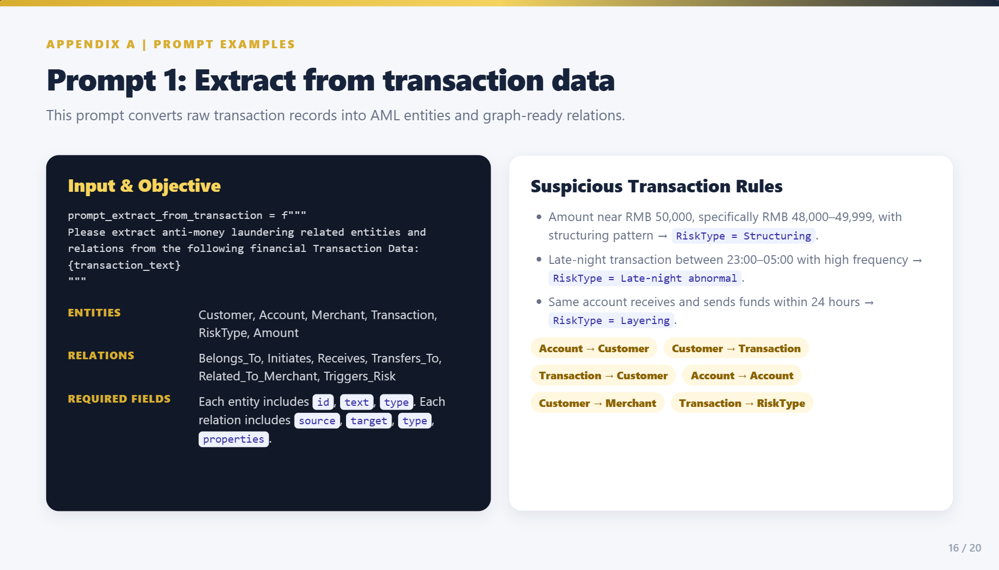 APPENDIX A | PROMPT EXAMPLES
Prompt 1: Extract from transaction data
This prompt converts raw transaction records into AML entities and graph-ready relations.
Input & Objective
prompt_extract_from_transaction = f"""
Please extract anti-money laundering related entities and
relations from the following financial Transaction Data:
{transaction_text}
"""
ENTITIES
Customer, Account, Merchant, Transaction,
RiskType, Amount
RELATIONS
Belongs_To, Initiates, Receives, Transfers_To,
Related_To_Merchant, Triggers_Risk
REQUIRED FIELDS
Each entity includes id, text, type. Each
relation includes source, target, type,
properties.
Suspicious Transaction Rules
• Amount near RMB 50,000, specifically RMB 48,000–49,999, with
structuring pattern → RiskType = Structuring.
• Late-night transaction between 23:00–05:00 with high frequency →
RiskType = Late-night abnormal.
• Same account receives and sends funds within 24 hours →
RiskType = Layering.
Account → Customer Customer → Transaction
Transaction → Customer Account → Account
Customer → Merchant Transaction → RiskType
16 / 20